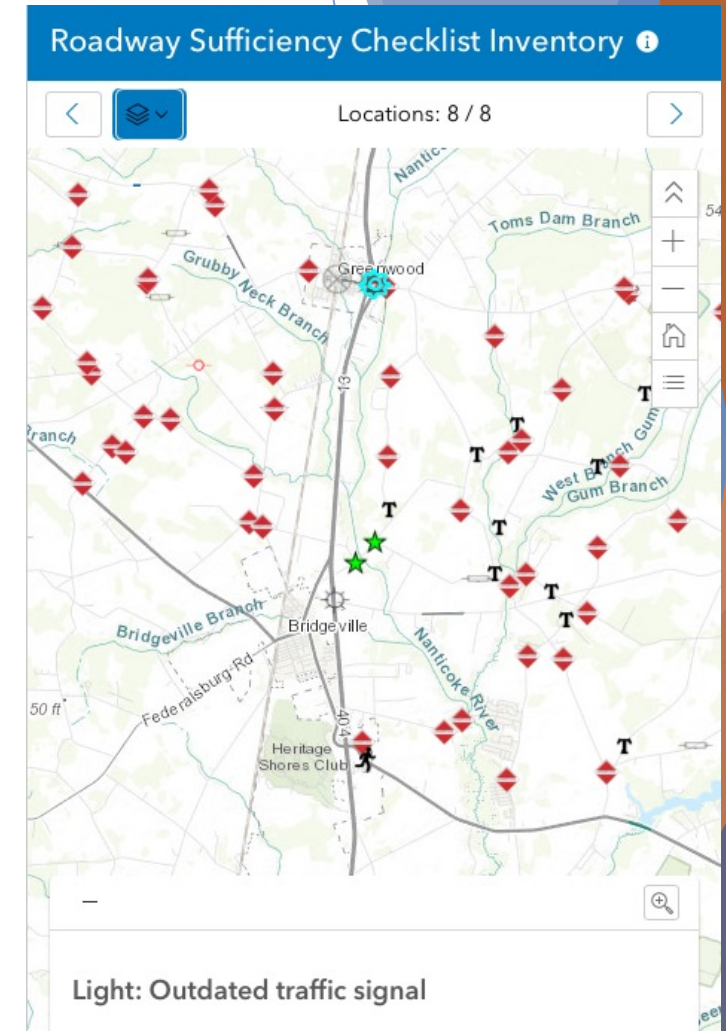 Roadway Sufficiency Checklist Inventory
Locations: 8 / 8
54
Toms Dam Branch
Greenwood
Grubby Neck Branch
13
Branch
T
T
T
West Branch Gum
T
Gum Branch
T
T
T
T
T
Bridgeville Branch
Bridgeville
Nanticoke River
Federalsburg-Rd
50 ft
404
Heritage
Shores Club
T
Light: Outdated traffic signal